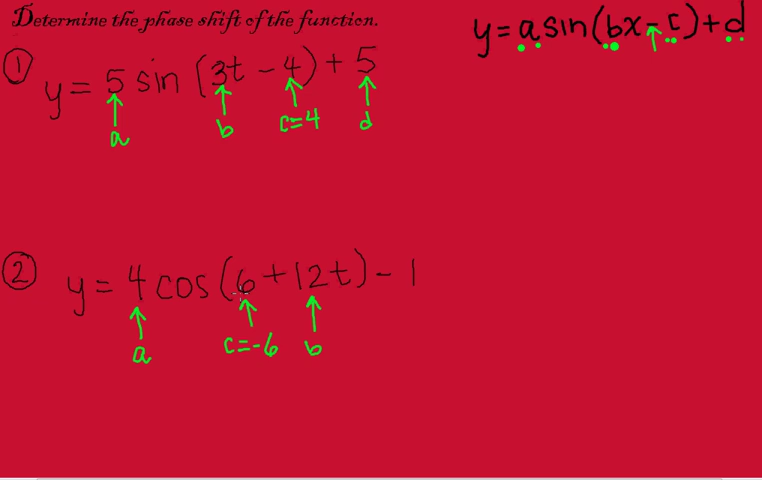 Determine the phase shift of the function.
y = a sin(bx - c) + d
① y = 5 sin (3t - 4) + 5
a b c=4 d
② y = 4 cos (6 + 12t) - 1
a c=-6 b